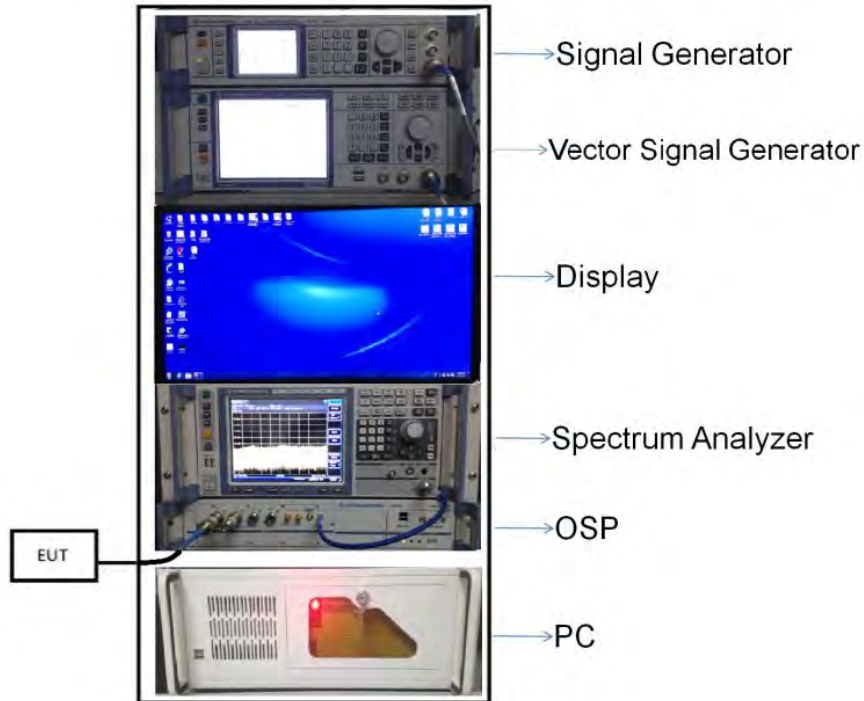 Signal Generator
Vector Signal Generator
Display
Spectrum Analyzer
OSP
EUT
PC